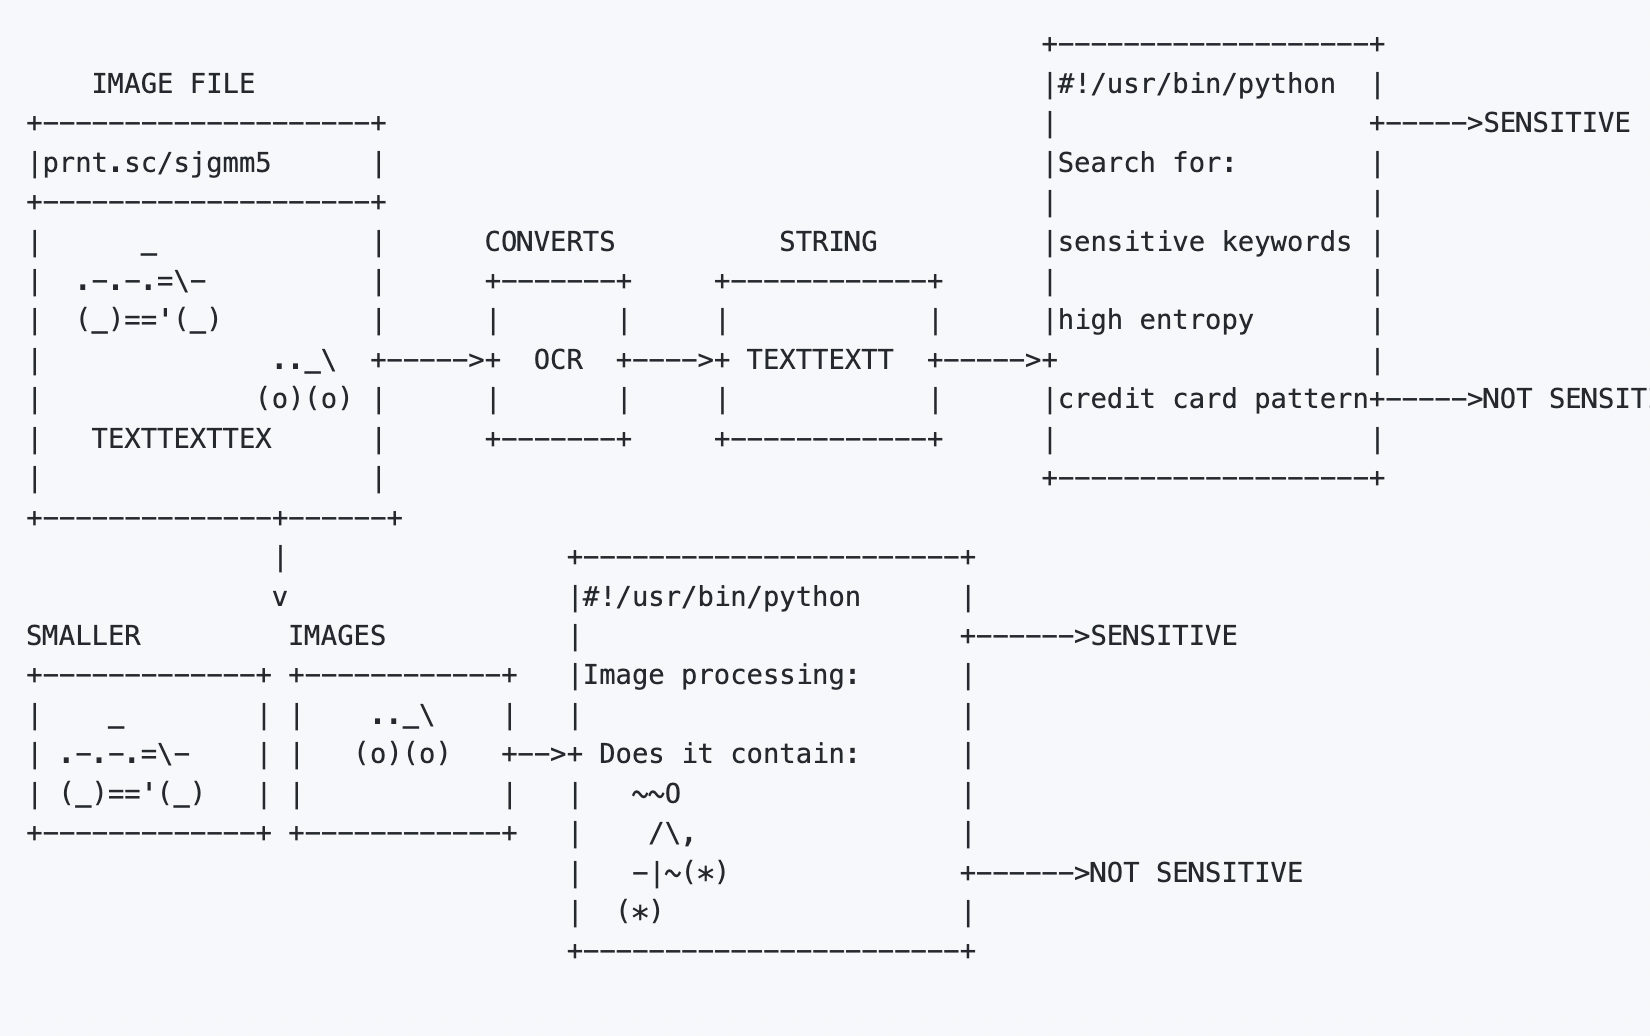 IMAGE FILE
prnt.sc/sjgmm5
TEXTTEXTTEX
CONVERTS
OCR
STRING
TEXTTEXTT
#!/usr/bin/python
Search for:
sensitive keywords
high entropy
credit card pattern
SENSITIVE
NOT SENSIT
SMALLER IMAGES
#!/usr/bin/python
Image processing:
Does it contain:
SENSITIVE
NOT SENSITIVE